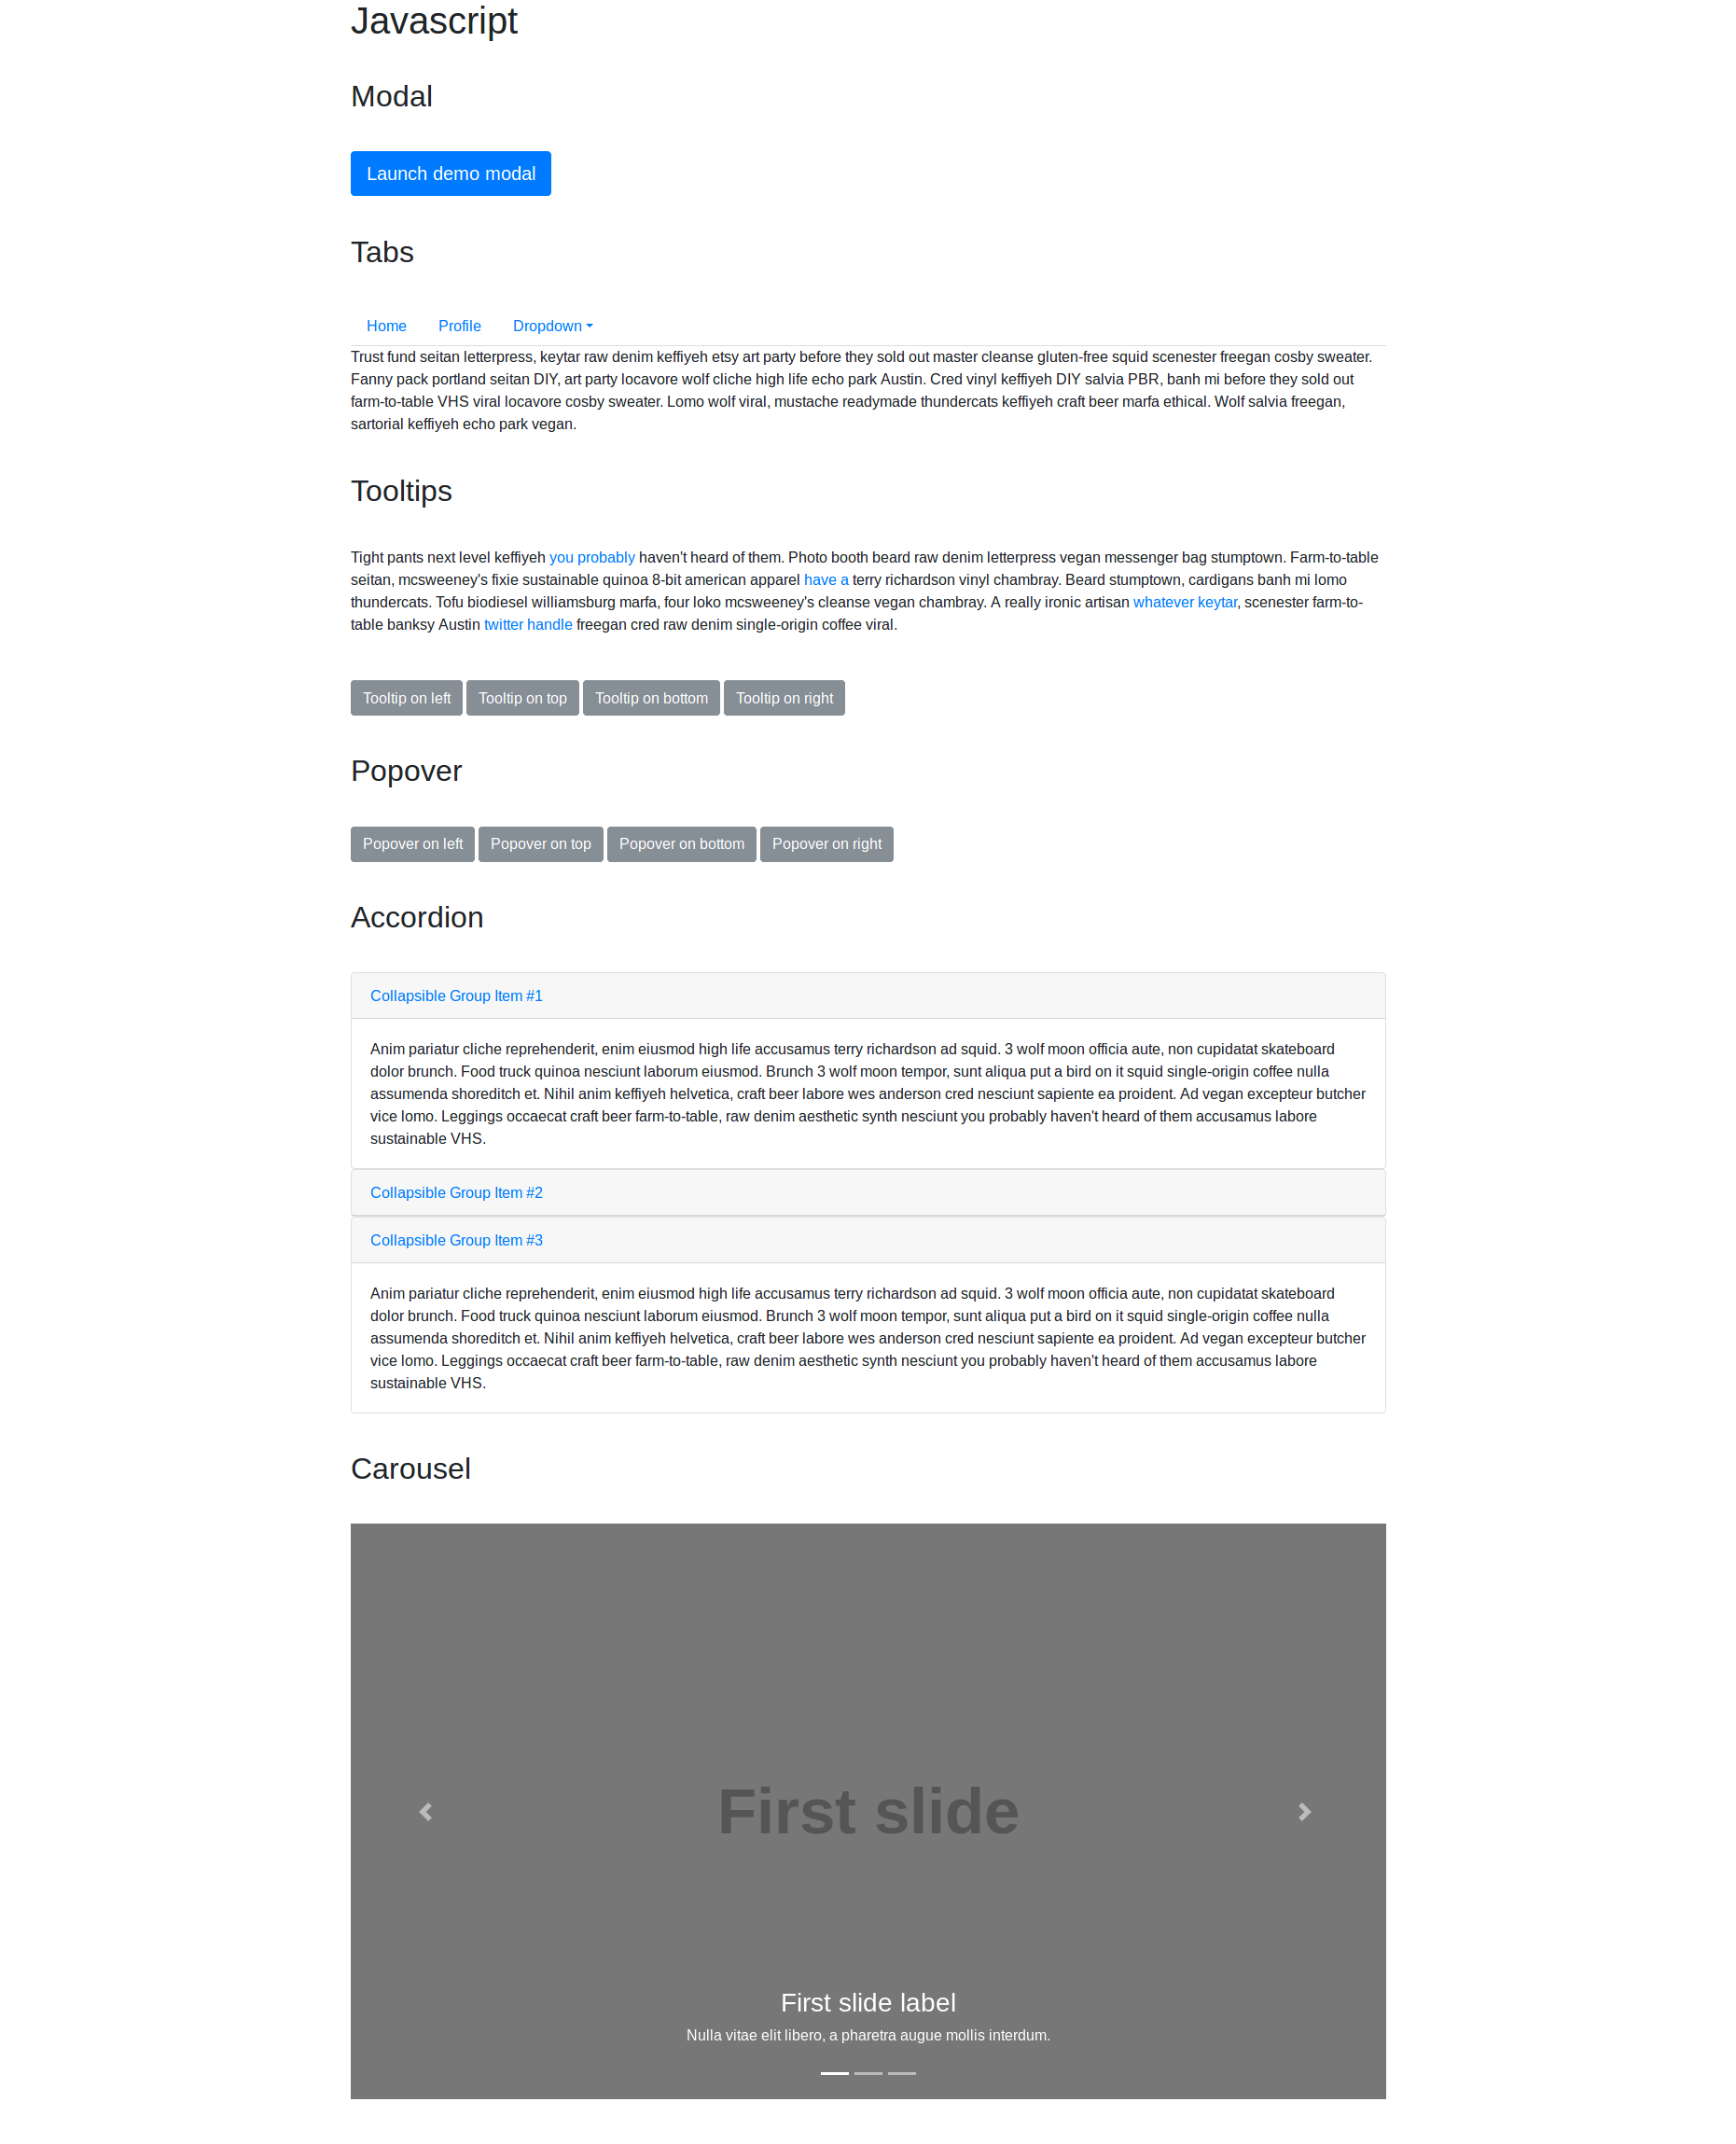 Javascript
Modal
Launch demo modal
Tabs
Home Profile Dropdown
Trust fund seitan letterpress, keytar raw denim keffiyeh etsy art party before they sold out master cleanse gluten-free squid scenester freegan cosby sweater.
Fanny pack portland seitan DIY, art party locavore wolf cliche high life echo park Austin. Cred vinyl keffiyeh DIY salvia PBR, banh mi before they sold out
farm-to-table VHS viral locavore cosby sweater. Lomo wolf viral, mustache readymade thundercats keffiyeh craft beer marfa ethical. Wolf salvia freegan,
sartorial keffiyeh echo park vegan.
Tooltips
Tight pants next level keffiyeh you probably haven't heard of them. Photo booth beard raw denim letterpress vegan messenger bag stumptown. Farm-to-table
seitan, mcsweeney's fixie sustainable quinoa 8-bit american apparel have a terry richardson vinyl chambray. Beard stumptown, cardigans banh mi lomo
thundercats. Tofu biodiesel williamsburg marfa, four loko mcsweeney's cleanse vegan chambray. A really ironic artisan whatever keytar, scenester farm-to-
table banksy Austin twitter handle freegan cred raw denim single-origin coffee viral.
Tooltip on left Tooltip on top Tooltip on bottom Tooltip on right
Popover
Popover on left Popover on top Popover on bottom Popover on right
Accordion
Collapsible Group Item #1
Anim pariatur cliche reprehenderit, enim eiusmod high life accusamus terry richardson ad squid. 3 wolf moon officia aute, non cupidatat skateboard
dolor brunch. Food truck quinoa nesciunt laborum eiusmod. Brunch 3 wolf moon tempor, sunt aliqua put a bird on it squid single-origin coffee nulla
assumenda shoreditch et. Nihil anim keffiyeh helvetica, craft beer labore wes anderson cred nesciunt sapiente ea proident. Ad vegan excepteur butcher
vice lomo. Leggings occaecat craft beer farm-to-table, raw denim aesthetic synth nesciunt you probably haven't heard of them accusamus labore
sustainable VHS.
Collapsible Group Item #2
Collapsible Group Item #3
Anim pariatur cliche reprehenderit, enim eiusmod high life accusamus terry richardson ad squid. 3 wolf moon officia aute, non cupidatat skateboard
dolor brunch. Food truck quinoa nesciunt laborum eiusmod. Brunch 3 wolf moon tempor, sunt aliqua put a bird on it squid single-origin coffee nulla
assumenda shoreditch et. Nihil anim keffiyeh helvetica, craft beer labore wes anderson cred nesciunt sapiente ea proident. Ad vegan excepteur butcher
vice lomo. Leggings occaecat craft beer farm-to-table, raw denim aesthetic synth nesciunt you probably haven't heard of them accusamus labore
sustainable VHS.
Carousel
First slide
First slide label
Nulla vitae elit libero, a pharetra augue mollis interdum.